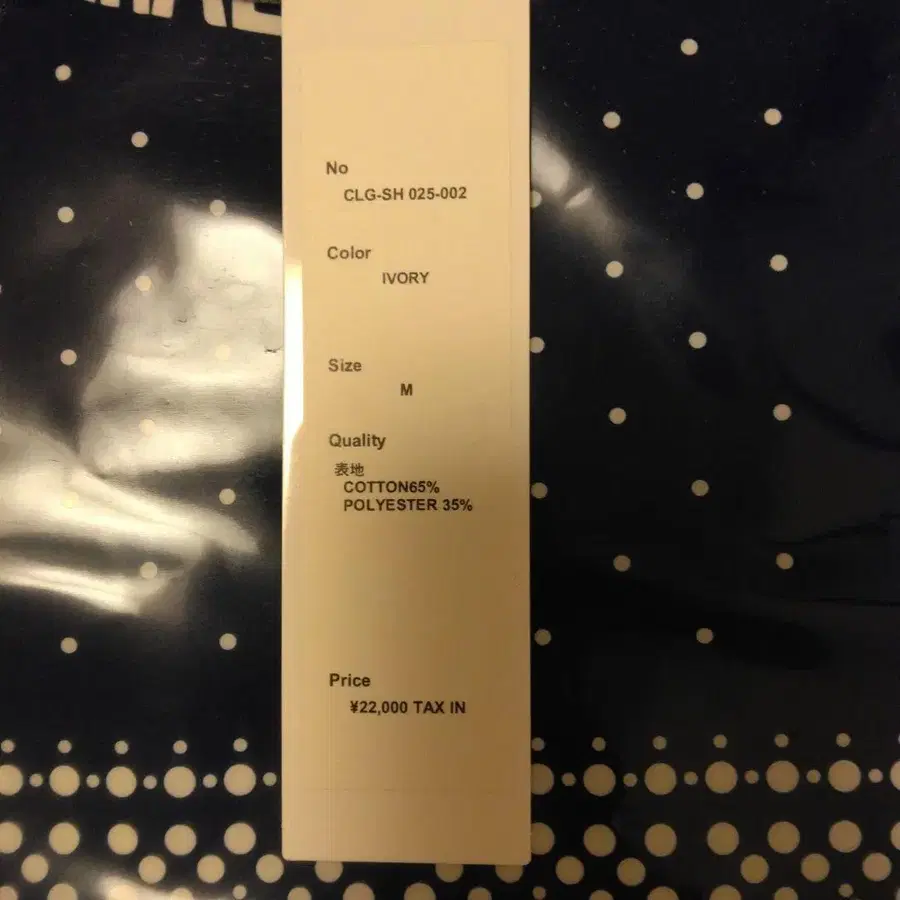 No
CLG-SH 025-002
Color
IVORY
Size
M
Quality
表地
COTTON65%
POLYESTER 35%
Price
¥22,000 TAX IN